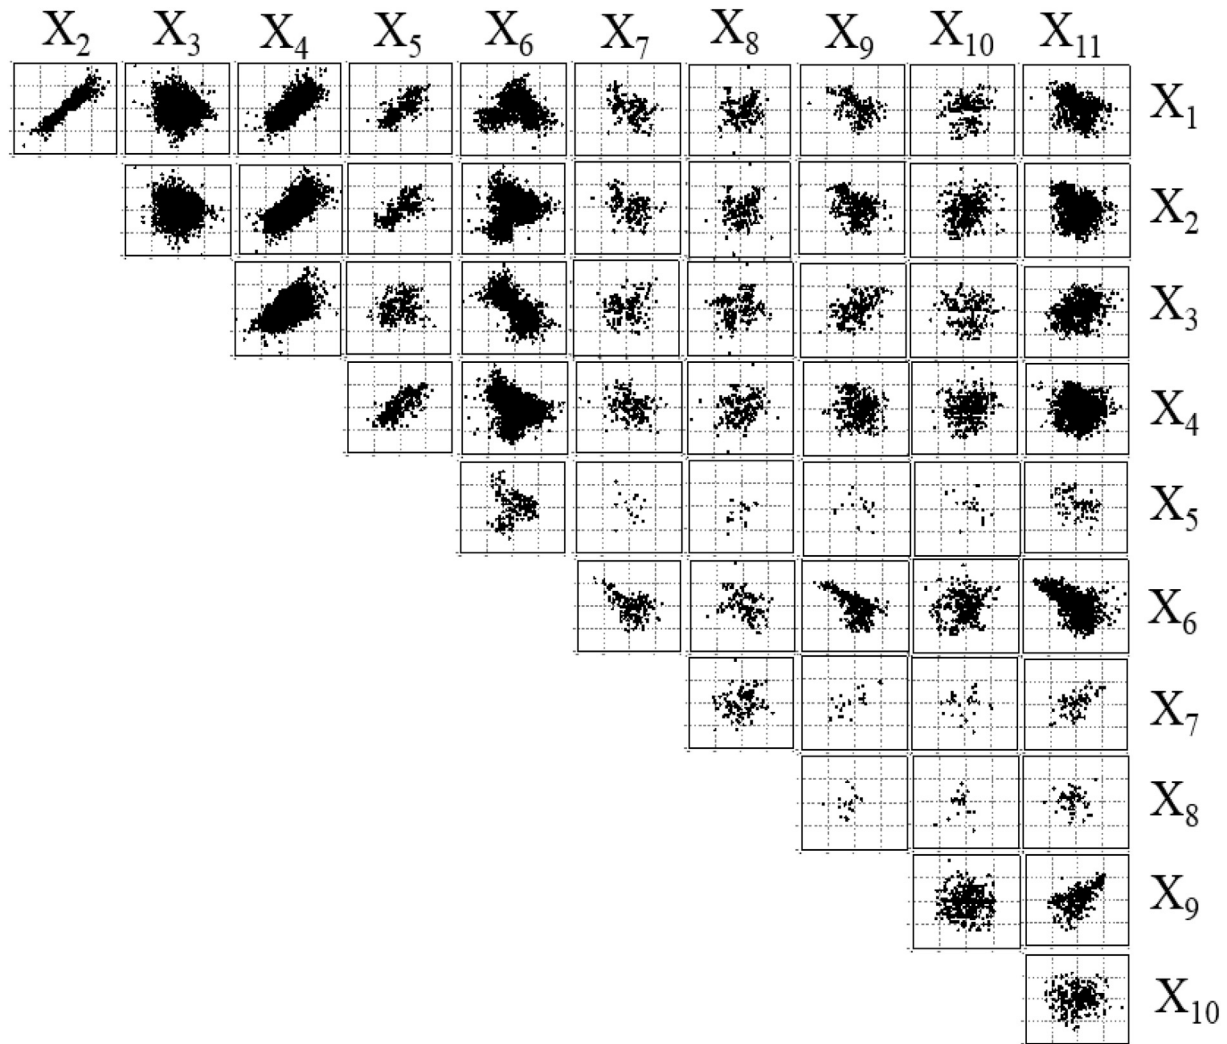 X₂ X₃ X₄ X₅ X₆ X₇ X₈ X₉ X₁₀ X₁₁
X₁
X₂
X₃
X₄
X₅
X₆
X₇
X₈
X₉
X₁₀